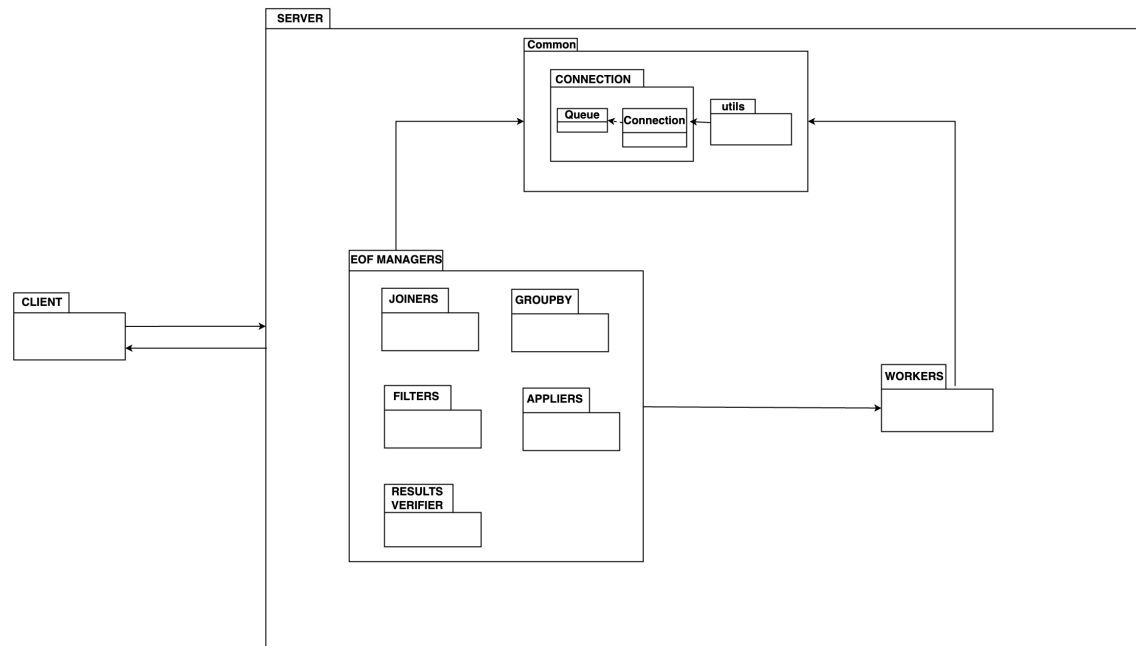 SERVER
Common
CONNECTION
Queue
Connection
utils
EOF MANAGERS
JOINERS
GROUPBY
CLIENT
FILTERS
APPLIERS
WORKERS
RESULTS
VERIFIER